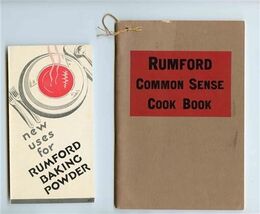 new
uses
for
RUMFORD
BAKING
POWDER
RUMFORD
COMMON SENSE
COOK BOOK